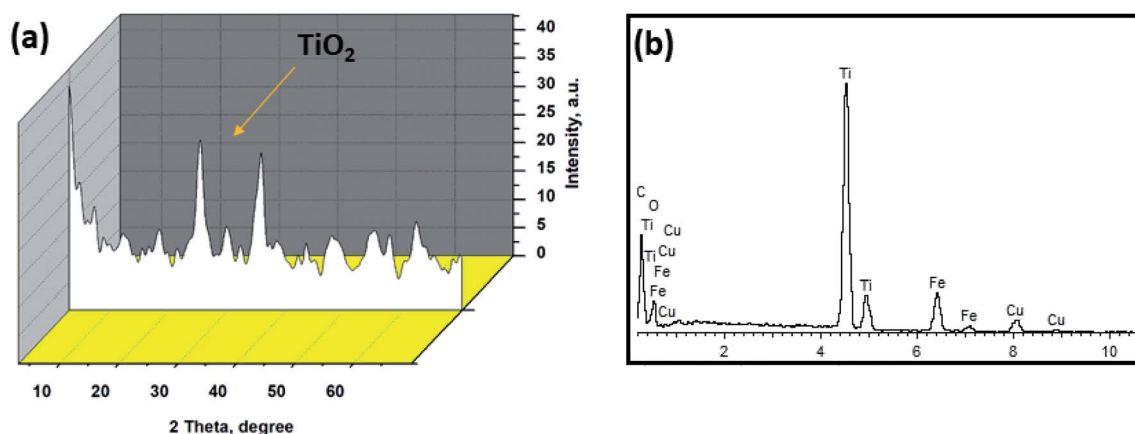 (a)
TiO₂
40
35
30
25
20
15
10
5
0
Intensity, a.u.
10 20 30 40 50 60
2 Theta, degree
(b)
Ti
C
O
Ti Cu
Ti Cu
Fe
Fe
Cu
Ti
Fe
Fe
Cu
Cu
2 4 6 8 10